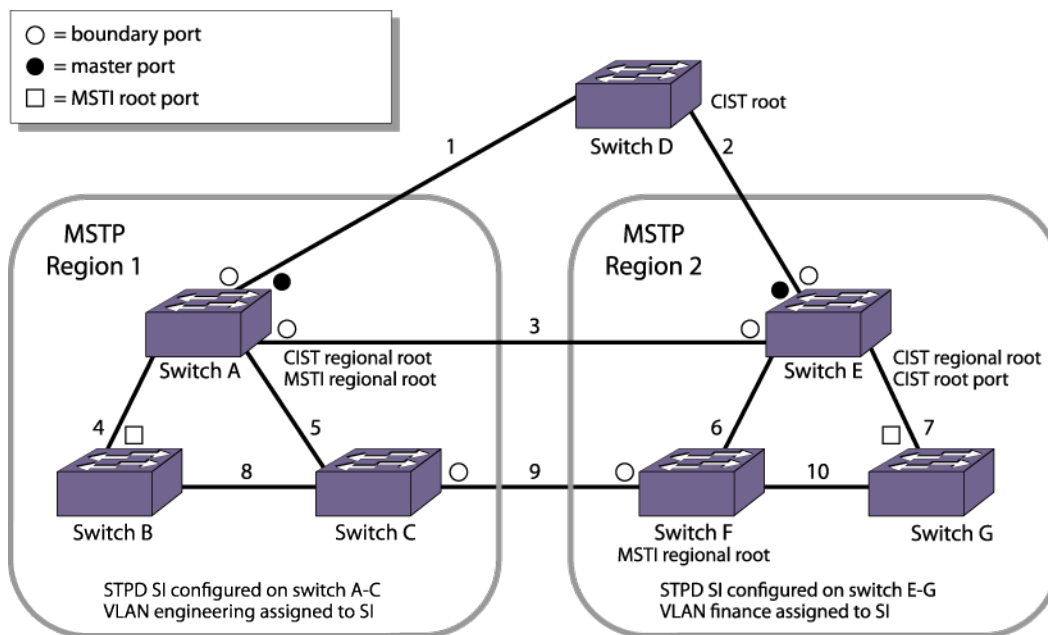 = boundary port
= master port
= MSTI root port
CIST root
Switch D
1
2
MSTP
Region 1
MSTP
Region 2
3
Switch A
CIST regional root
MSTI regional root
Switch E
CIST regional root
CIST root port
4
5
6
7
8
9
10
Switch B
Switch C
Switch F
MSTI regional root
Switch G
STPD SI configured on switch A-C
VLAN engineering assigned to SI
STPD SI configured on switch E-G
VLAN finance assigned to SI